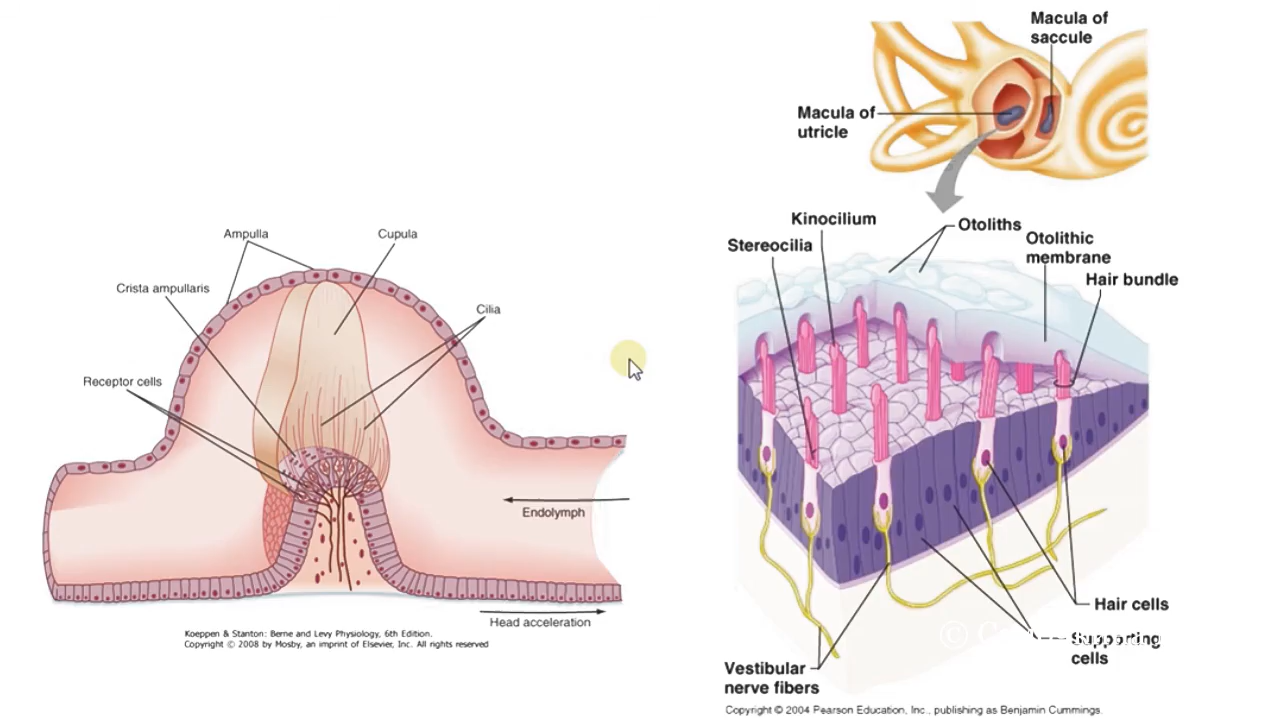 Ampulla
Cupula
Crista ampullaris
Cilia
Receptor cells
Endolymph
Head acceleration
Koeppen & Stanton: Berne and Levy Physiology, 6th Edition.
Copyright © 2008 by Mosby, an imprint of Elsevier, Inc. All rights reserved
Macula of
saccule
Macula of
utricle
Kinocilium
Otoliths
Stereocilia
Otolithic
membrane
Hair bundle
Hair cells
Supporting
cells
Vestibular
nerve fibers
Copyright © 2004 Pearson Education, Inc., publishing as Benjamin Cummings.